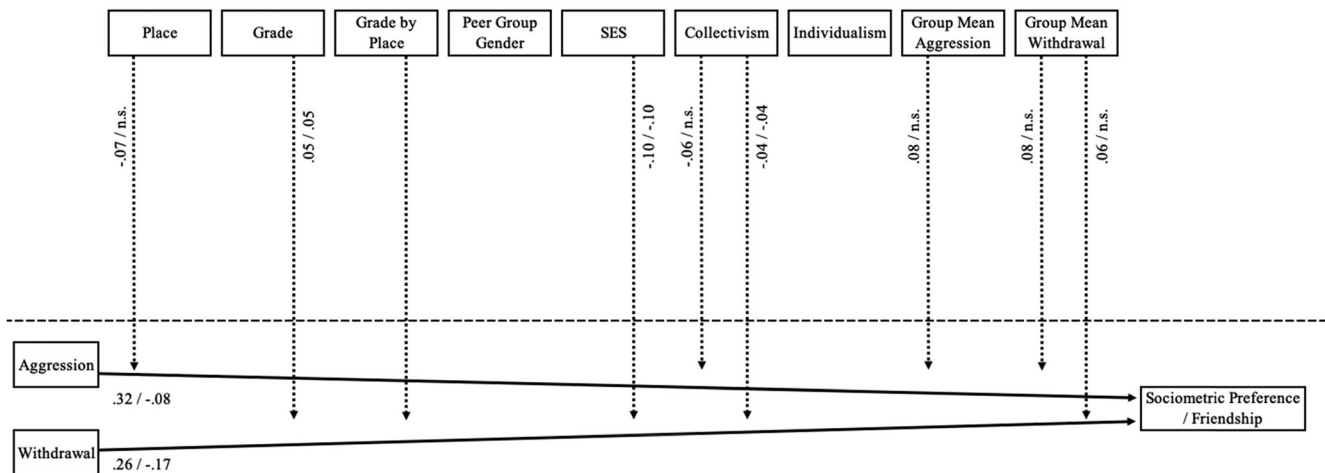 Place
Grade
Grade by
Place
Peer Group
Gender
SES
Collectivism
Individualism
Group Mean
Aggression
Group Mean
Withdrawal
-.07 / n.s.
.05 / .05
-.10 / -.10
-.06 / n.s.
-.04 / -.04
.08 / n.s.
.08 / n.s.
.06 / n.s.
Aggression
.32 / -.08
Sociometric Preference
/ Friendship
Withdrawal
.26 / -.17